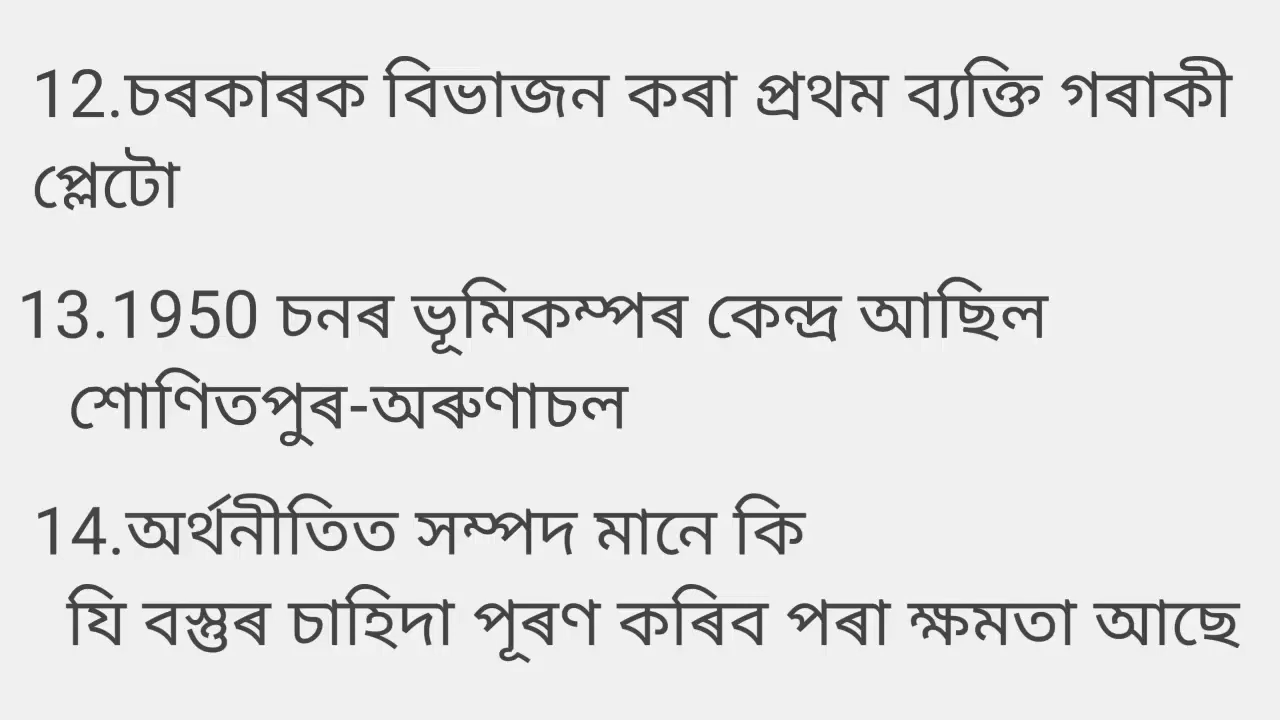 12.চৰকাৰক বিভাজন কৰা প্ৰথম ব্যক্তি গৰাকী
প্লেটো
13.1950 চনৰ ভূমিকম্পৰ কেন্দ্ৰ আছিল
শোণিতপুৰ-অৰুণাচল
14.অৰ্থনীতিত সম্পদ মানে কি
যি বস্তুৰ চাহিদা পূৰণ কৰিব পৰা ক্ষমতা আছে